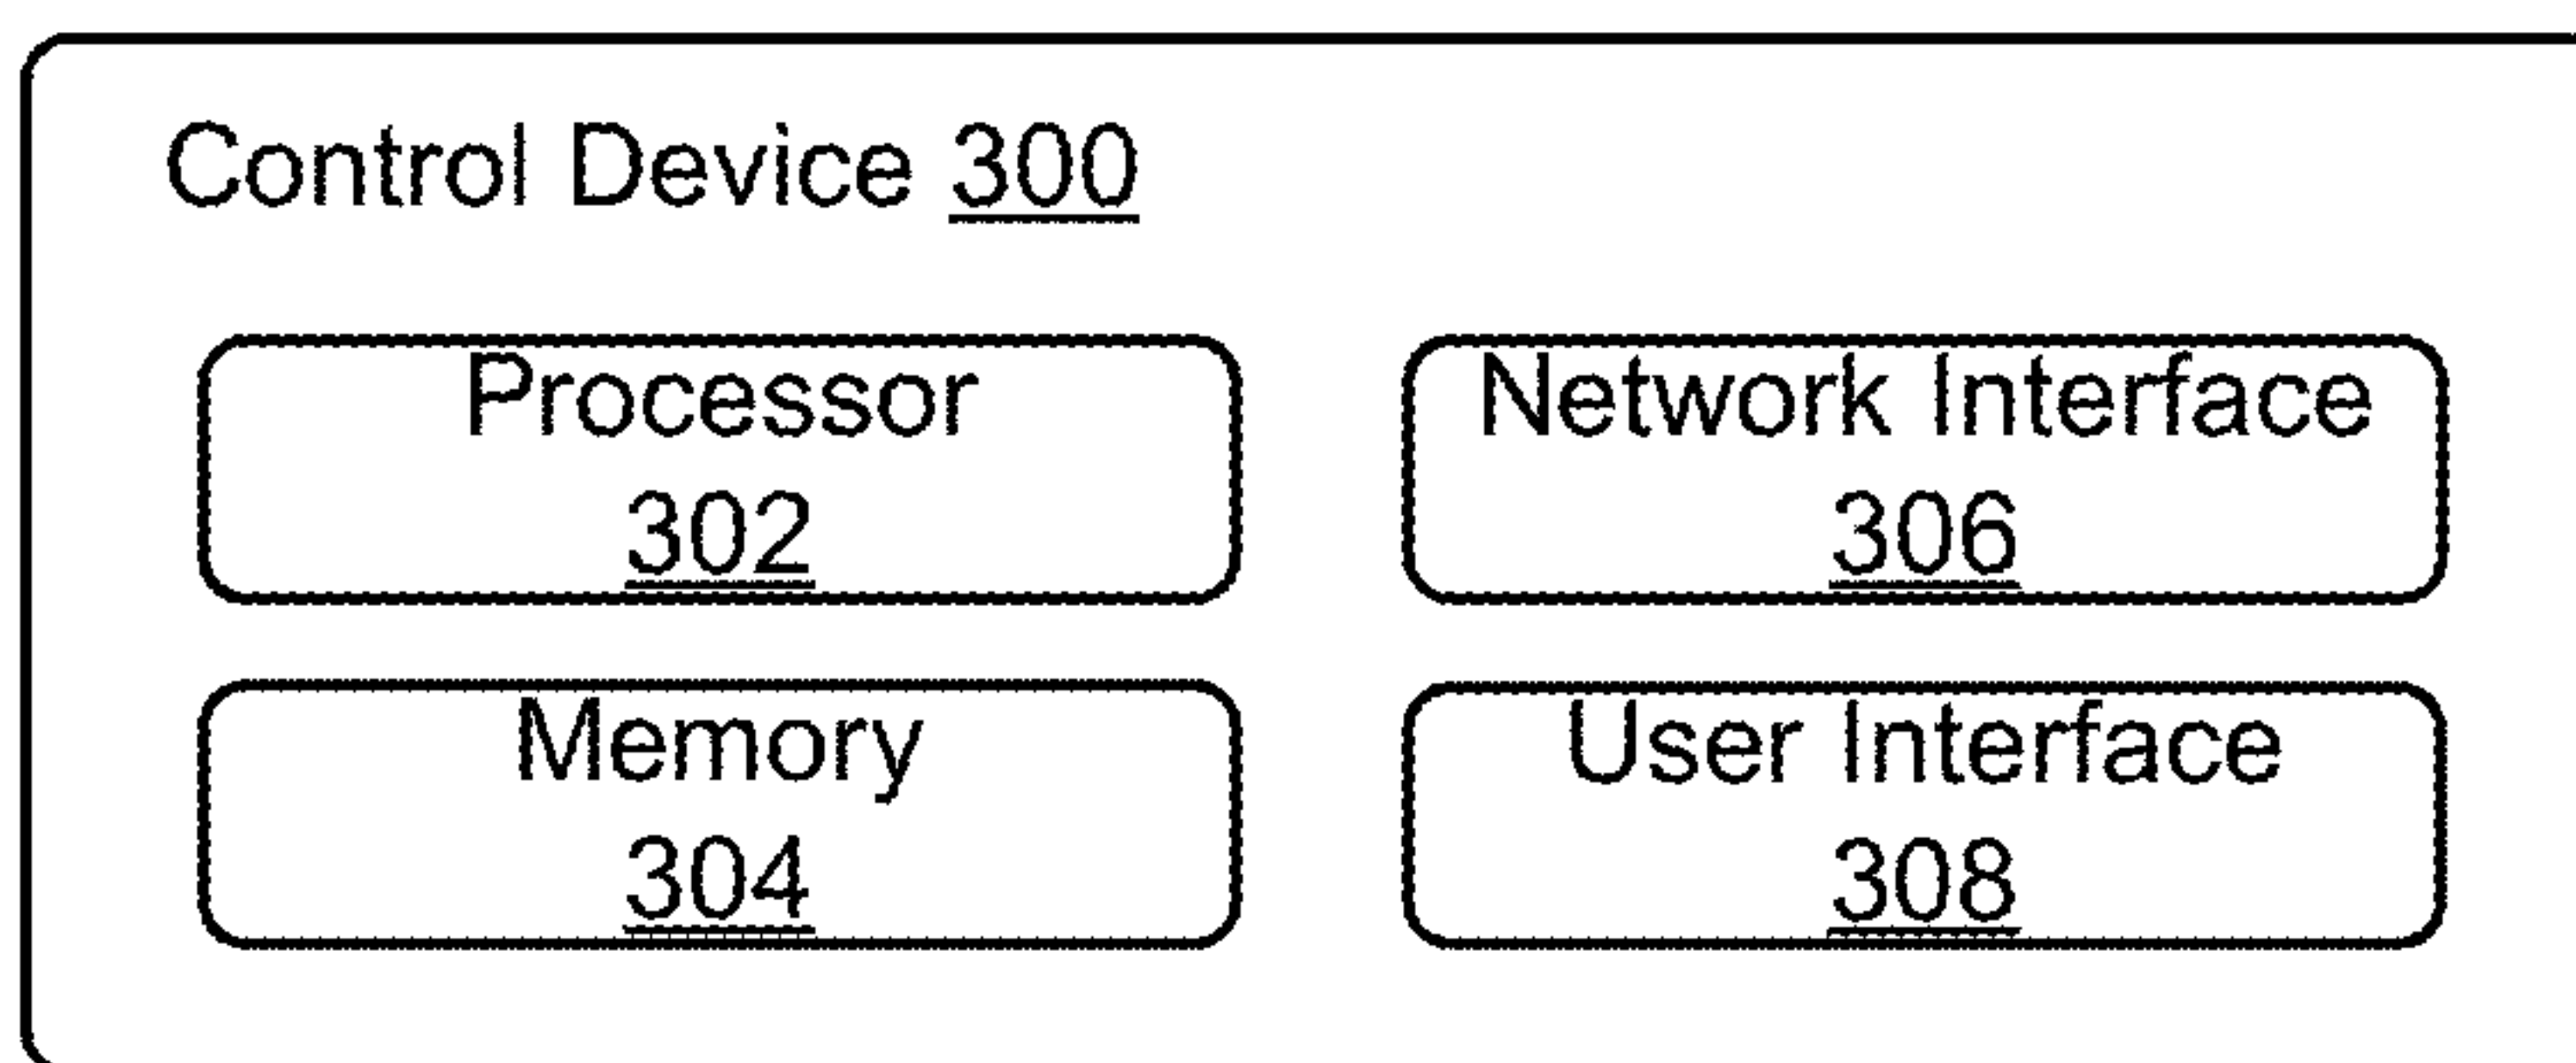 Control Device 300
Processor
302
Network Interface
306
Memory
304
User Interface
308